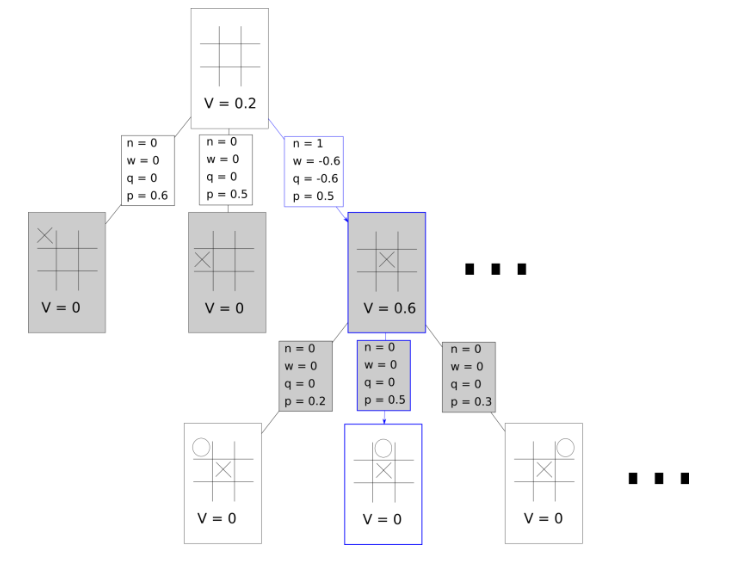 V = 0.2
n = 0
w = 0
q = 0
p = 0.6
n = 0
w = 0
q = 0
p = 0.5
n = 1
w = -0.6
q = -0.6
p = 0.5
V = 0
V = 0
V = 0.6
n = 0
w = 0
q = 0
p = 0.2
n = 0
w = 0
q = 0
p = 0.5
n = 0
w = 0
q = 0
p = 0.3
V = 0
V = 0
V = 0